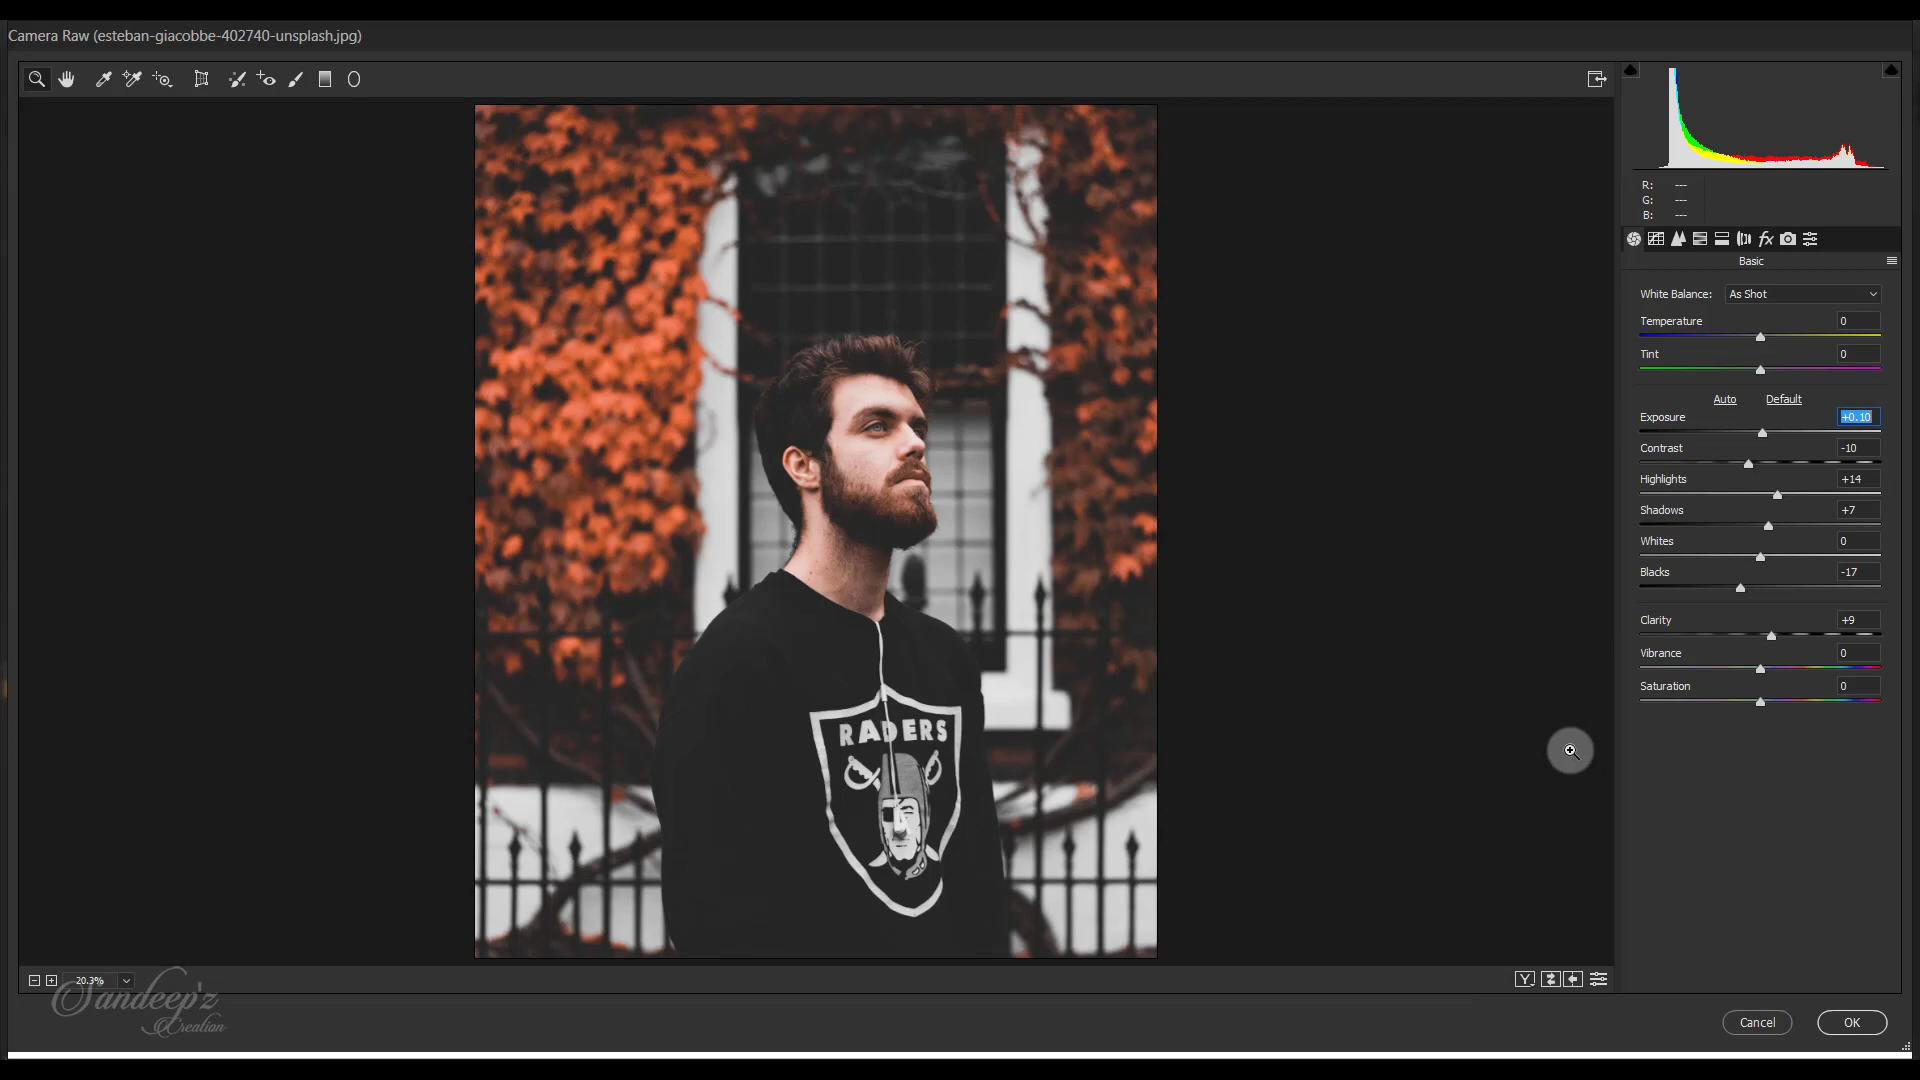 Camera Raw (esteban-giacobbe-402740-unsplash.jpg)
R: ---
G: ---
B: ---
fx
Basic
White Balance: As Shot
Temperature 0
Tint 0
Auto Default
Exposure +0.10
Contrast -10
Highlights +14
Shadows +7
Whites 0
Blacks -17
Clarity +9
Vibrance 0
Saturation 0
RAIDERS
20.3%
Y
Sandeep'z
Creation
Cancel OK